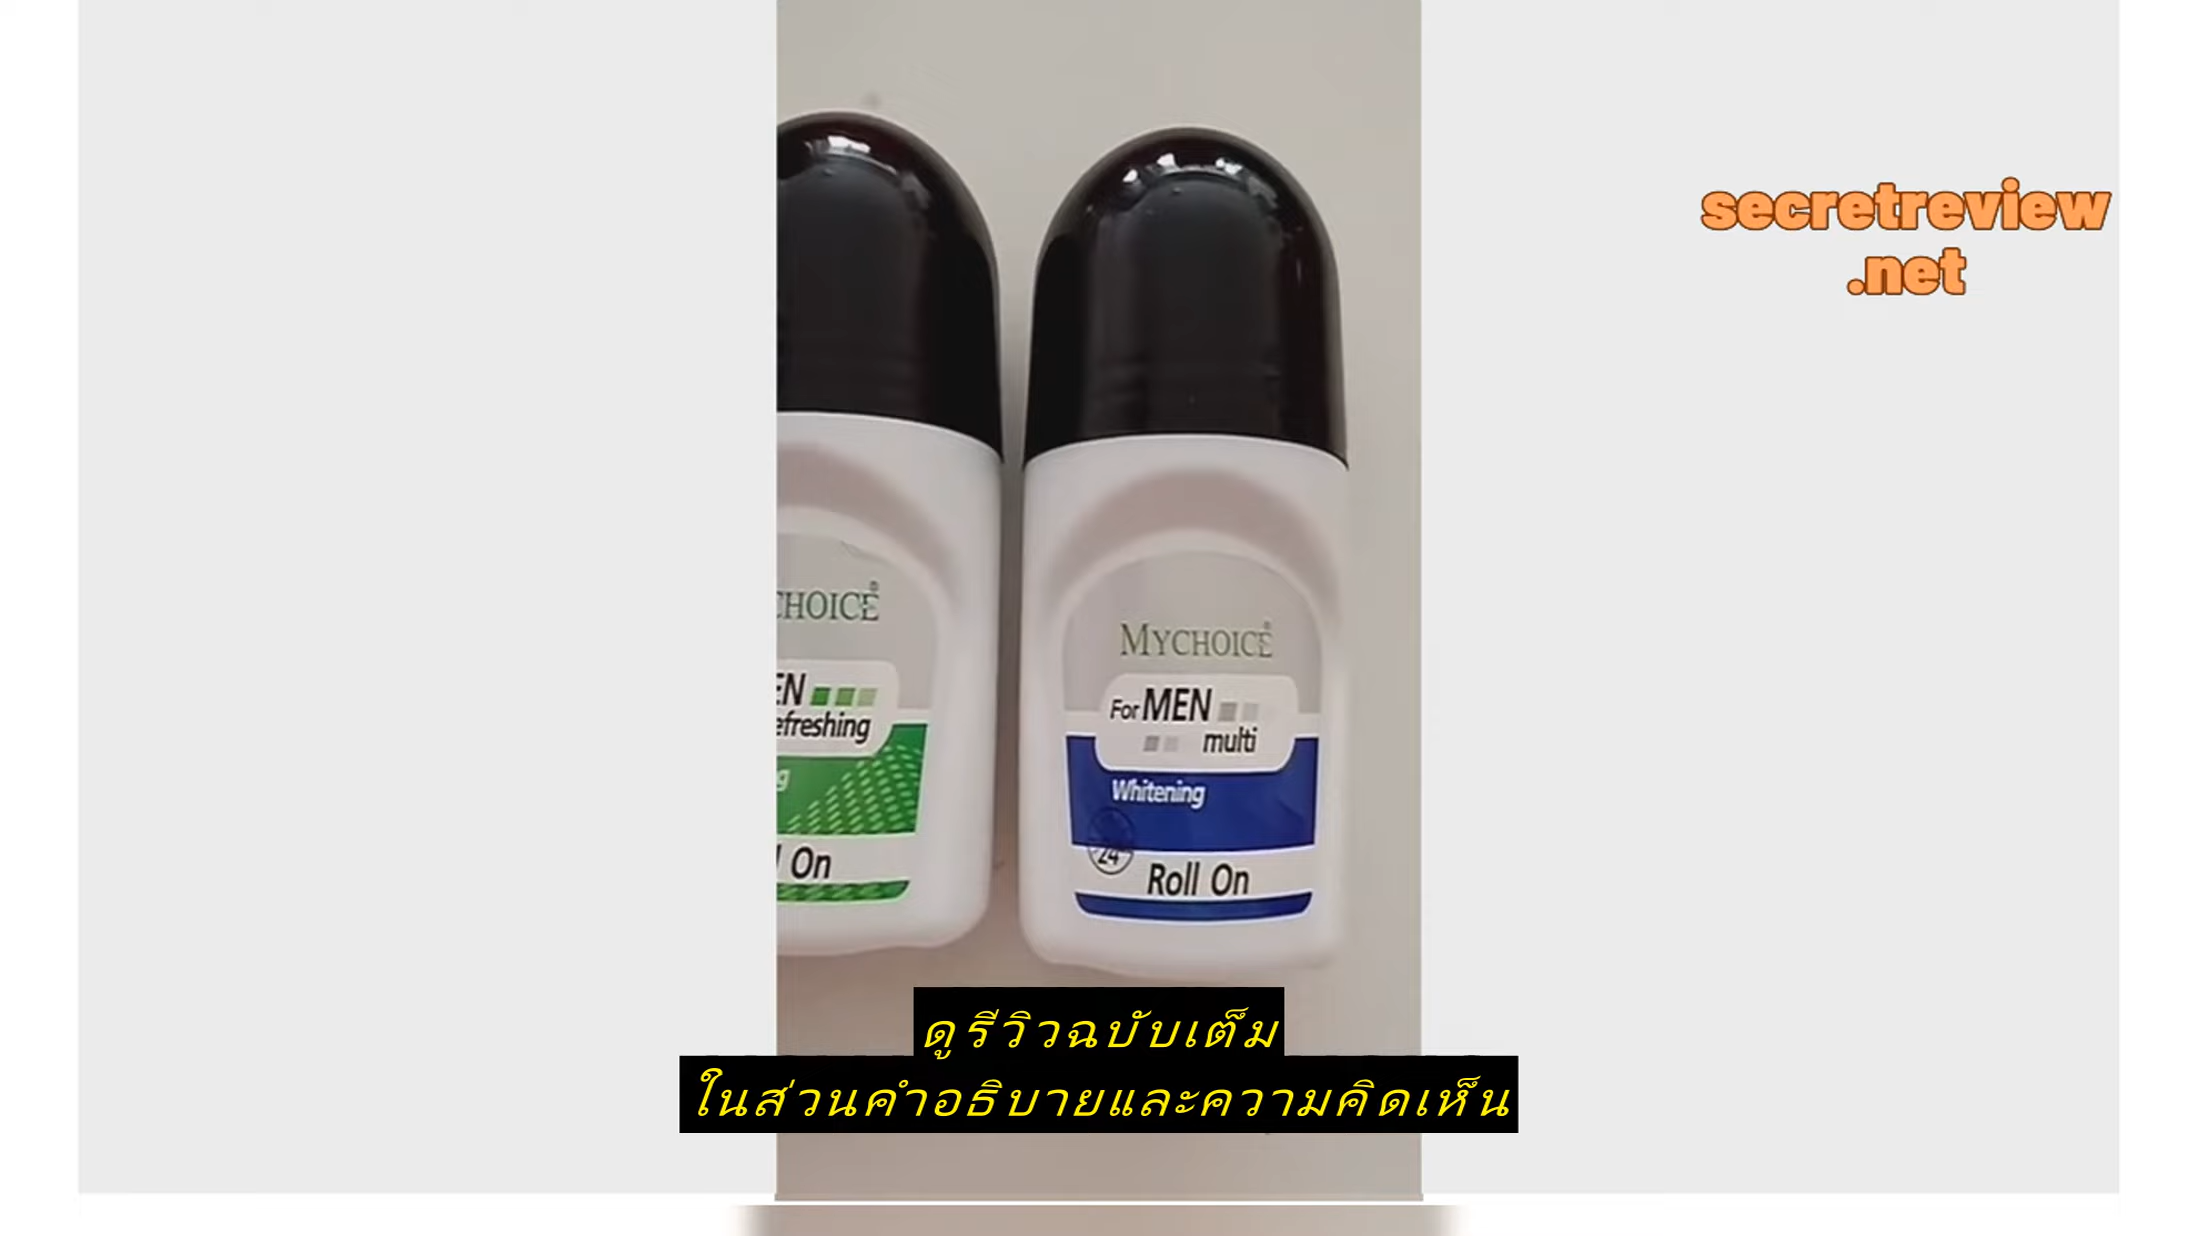 secretreview
.net
CHOICE®
EN
efreshing
g
l On
MYCHOICE®
For MEN
multi
Whitening
24
Roll On
ดูรีวิวฉบับเต็ม
ในส่วนคำอธิบายและความคิดเห็น